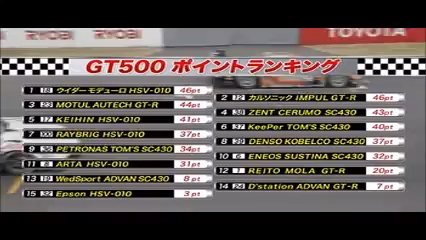 RYOBI RYOBI TOYOTA
GT500 ポイントランキング
1 18 ウイダー モデューロ HSV-010 46pt
2 12 カルソニック IMPUL GT-R 46pt
3 23 MOTUL AUTECH GT-R 44pt
4 38 ZENT CERUMO SC430 43pt
5 17 KEIHIN HSV-010 41pt
6 6 KeePer TOM'S SC430 40pt
7 100 RAYBRIG HSV-010 37pt
8 39 DENSO KOBELCO SC430 37pt
9 36 PETRONAS TOM'S SC430 34pt
10 6 ENEOS SUSTINA SC430 32pt
11 8 ARTA HSV-010 31pt
12 1 REITO MOLA GT-R 20pt
13 19 WedSport ADVAN SC430 8pt
14 24 D'station ADVAN GT-R 7pt
15 32 Epson HSV-010 3pt